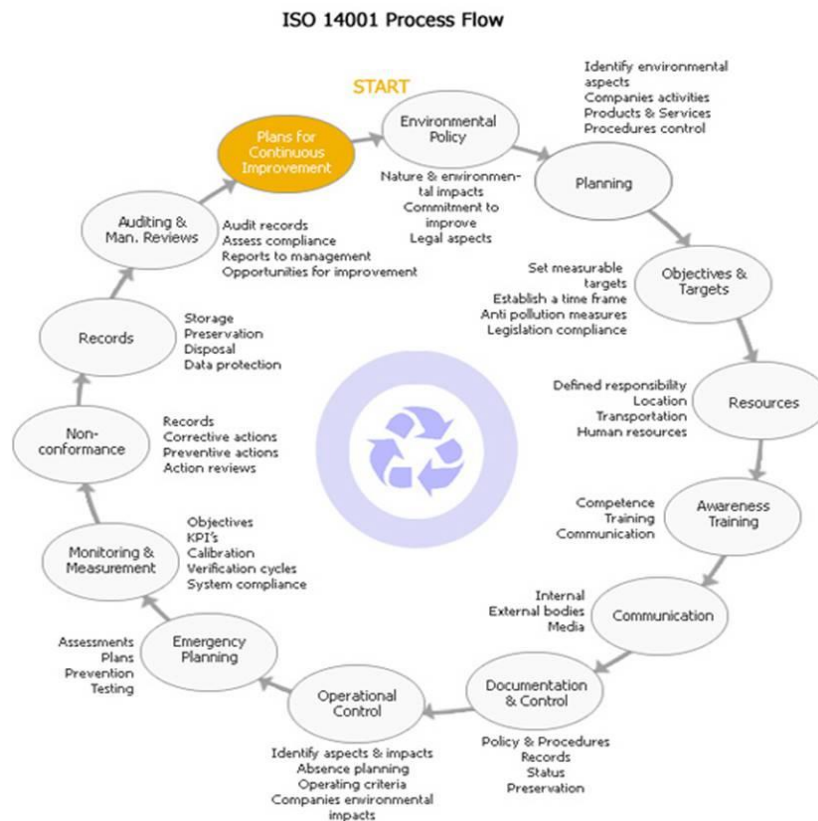 ISO 14001 Process Flow
START
Plans for
Continuous
Improvement
Environmental
Policy
Nature & environmen-
tal impacts
Commitment to
improve
Legal aspects
Identify environmental
aspects
Companies activities
Products & Services
Procedures control
Planning
Objectives &
Targets
Set measurable
targets
Establish a time frame
Anti pollution measures
Legislation compliance
Resources
Defined responsibility
Location
Transportation
Human resources
Awareness
Training
Competence
Training
Communication
Communication
Internal
External bodies
Media
Documentation
& Control
Policy & Procedures
Records
Status
Preservation
Operational
Control
Identify aspects & impacts
Absence planning
Operating criteria
Companies environmental
impacts
Emergency
Planning
Assessments
Plans
Prevention
Testing
Monitoring &
Measurement
Objectives
KPI's
Calibration
Verification cycles
System compliance
Non-
conformance
Records
Corrective actions
Preventive actions
Action reviews
Records
Storage
Preservation
Disposal
Data protection
Auditing &
Man. Reviews
Audit records
Assess compliance
Reports to management
Opportunities for improvement